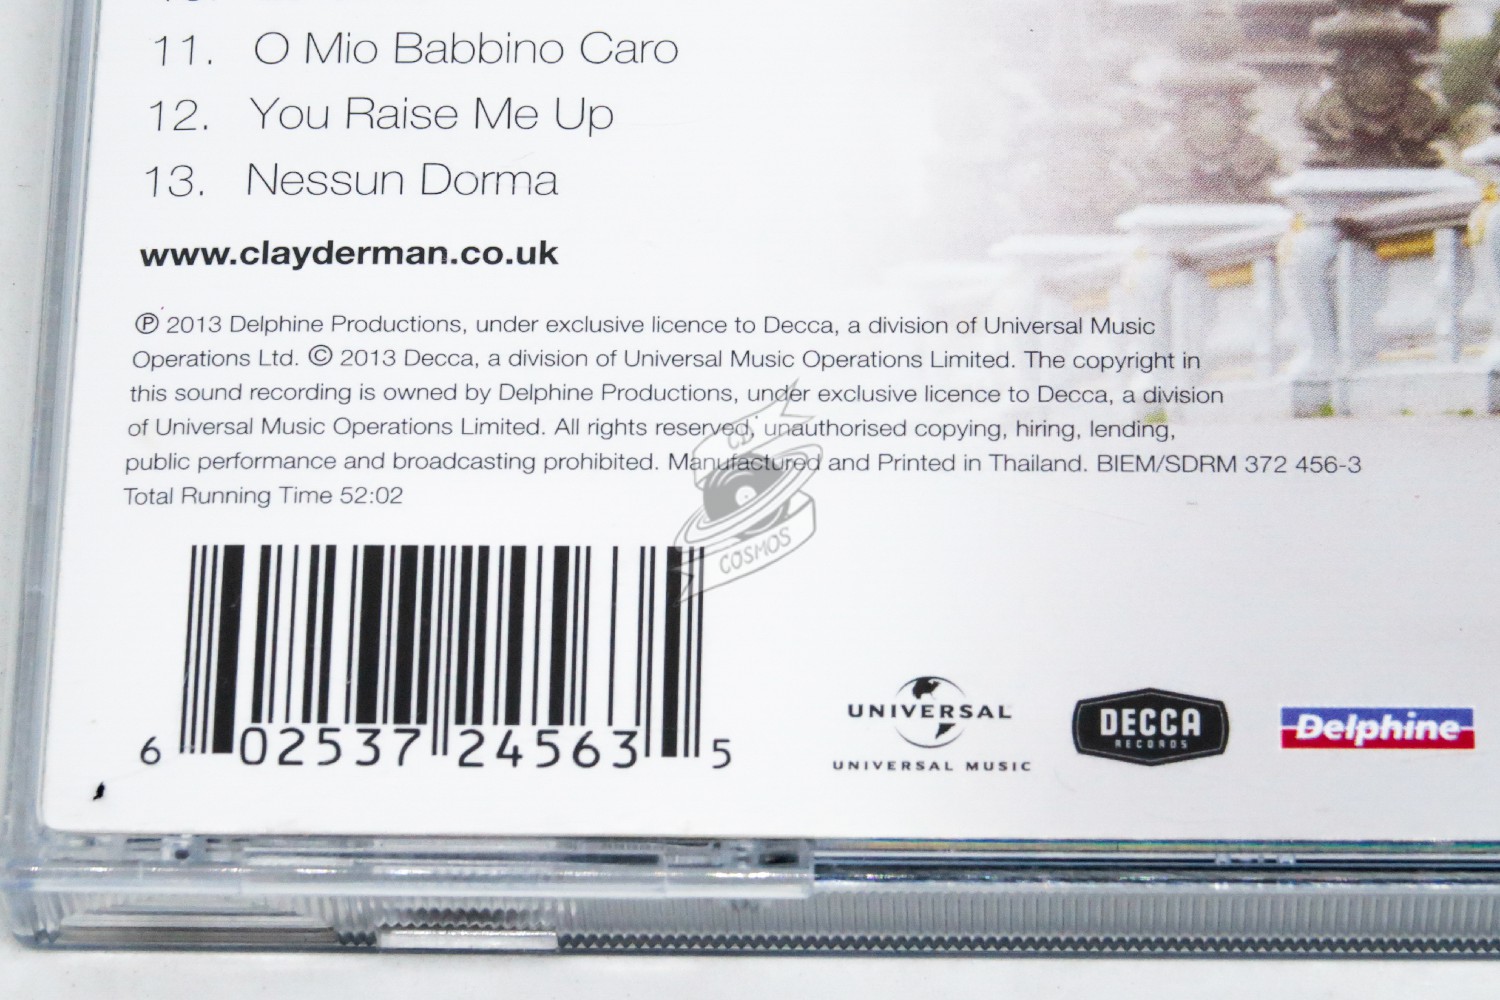 11. O Mio Babbino Caro
12. You Raise Me Up
13. Nessun Dorma
www.clayderman.co.uk
℗ 2013 Delphine Productions, under exclusive licence to Decca, a division of Universal Music
Operations Ltd. © 2013 Decca, a division of Universal Music Operations Limited. The copyright in
this sound recording is owned by Delphine Productions, under exclusive licence to Decca, a division
of Universal Music Operations Limited. All rights reserved, unauthorised copying, hiring, lending,
public performance and broadcasting prohibited. Manufactured and Printed in Thailand. BIEM/SDRM 372 456-3
Total Running Time 52:02
CD
COSMOS
6 02537 24563 5
UNIVERSAL
UNIVERSAL MUSIC
DECCA
RECORDS
Delphine